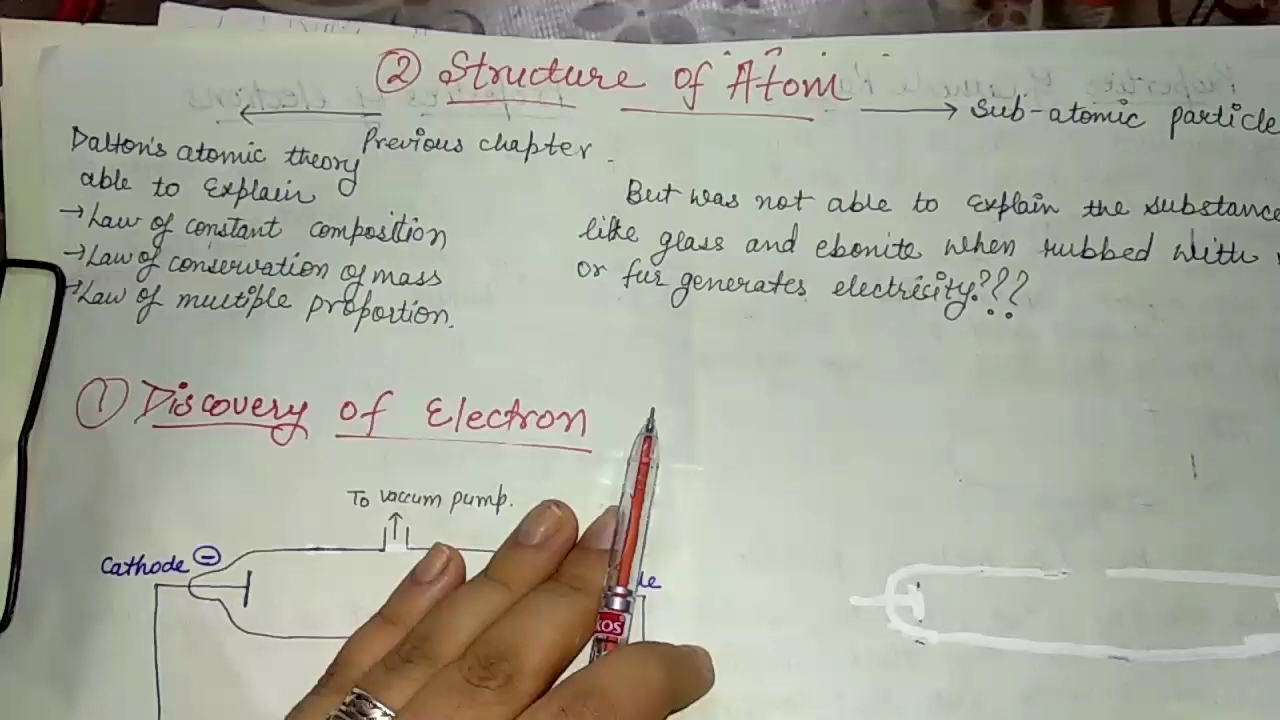 ② Structure of Atom
→ Sub-atomic particle
Previous chapter.
Dalton's atomic theory
able to Explain
→ Law of constant composition
→ Law of conservation of mass
→ Law of multiple proportion.
But was not able to explain the substance
like glass and ebonite when rubbed with
or fur generates electricity.???
① Discovery of Electron
To vaccum pump.
Cathode ⊖